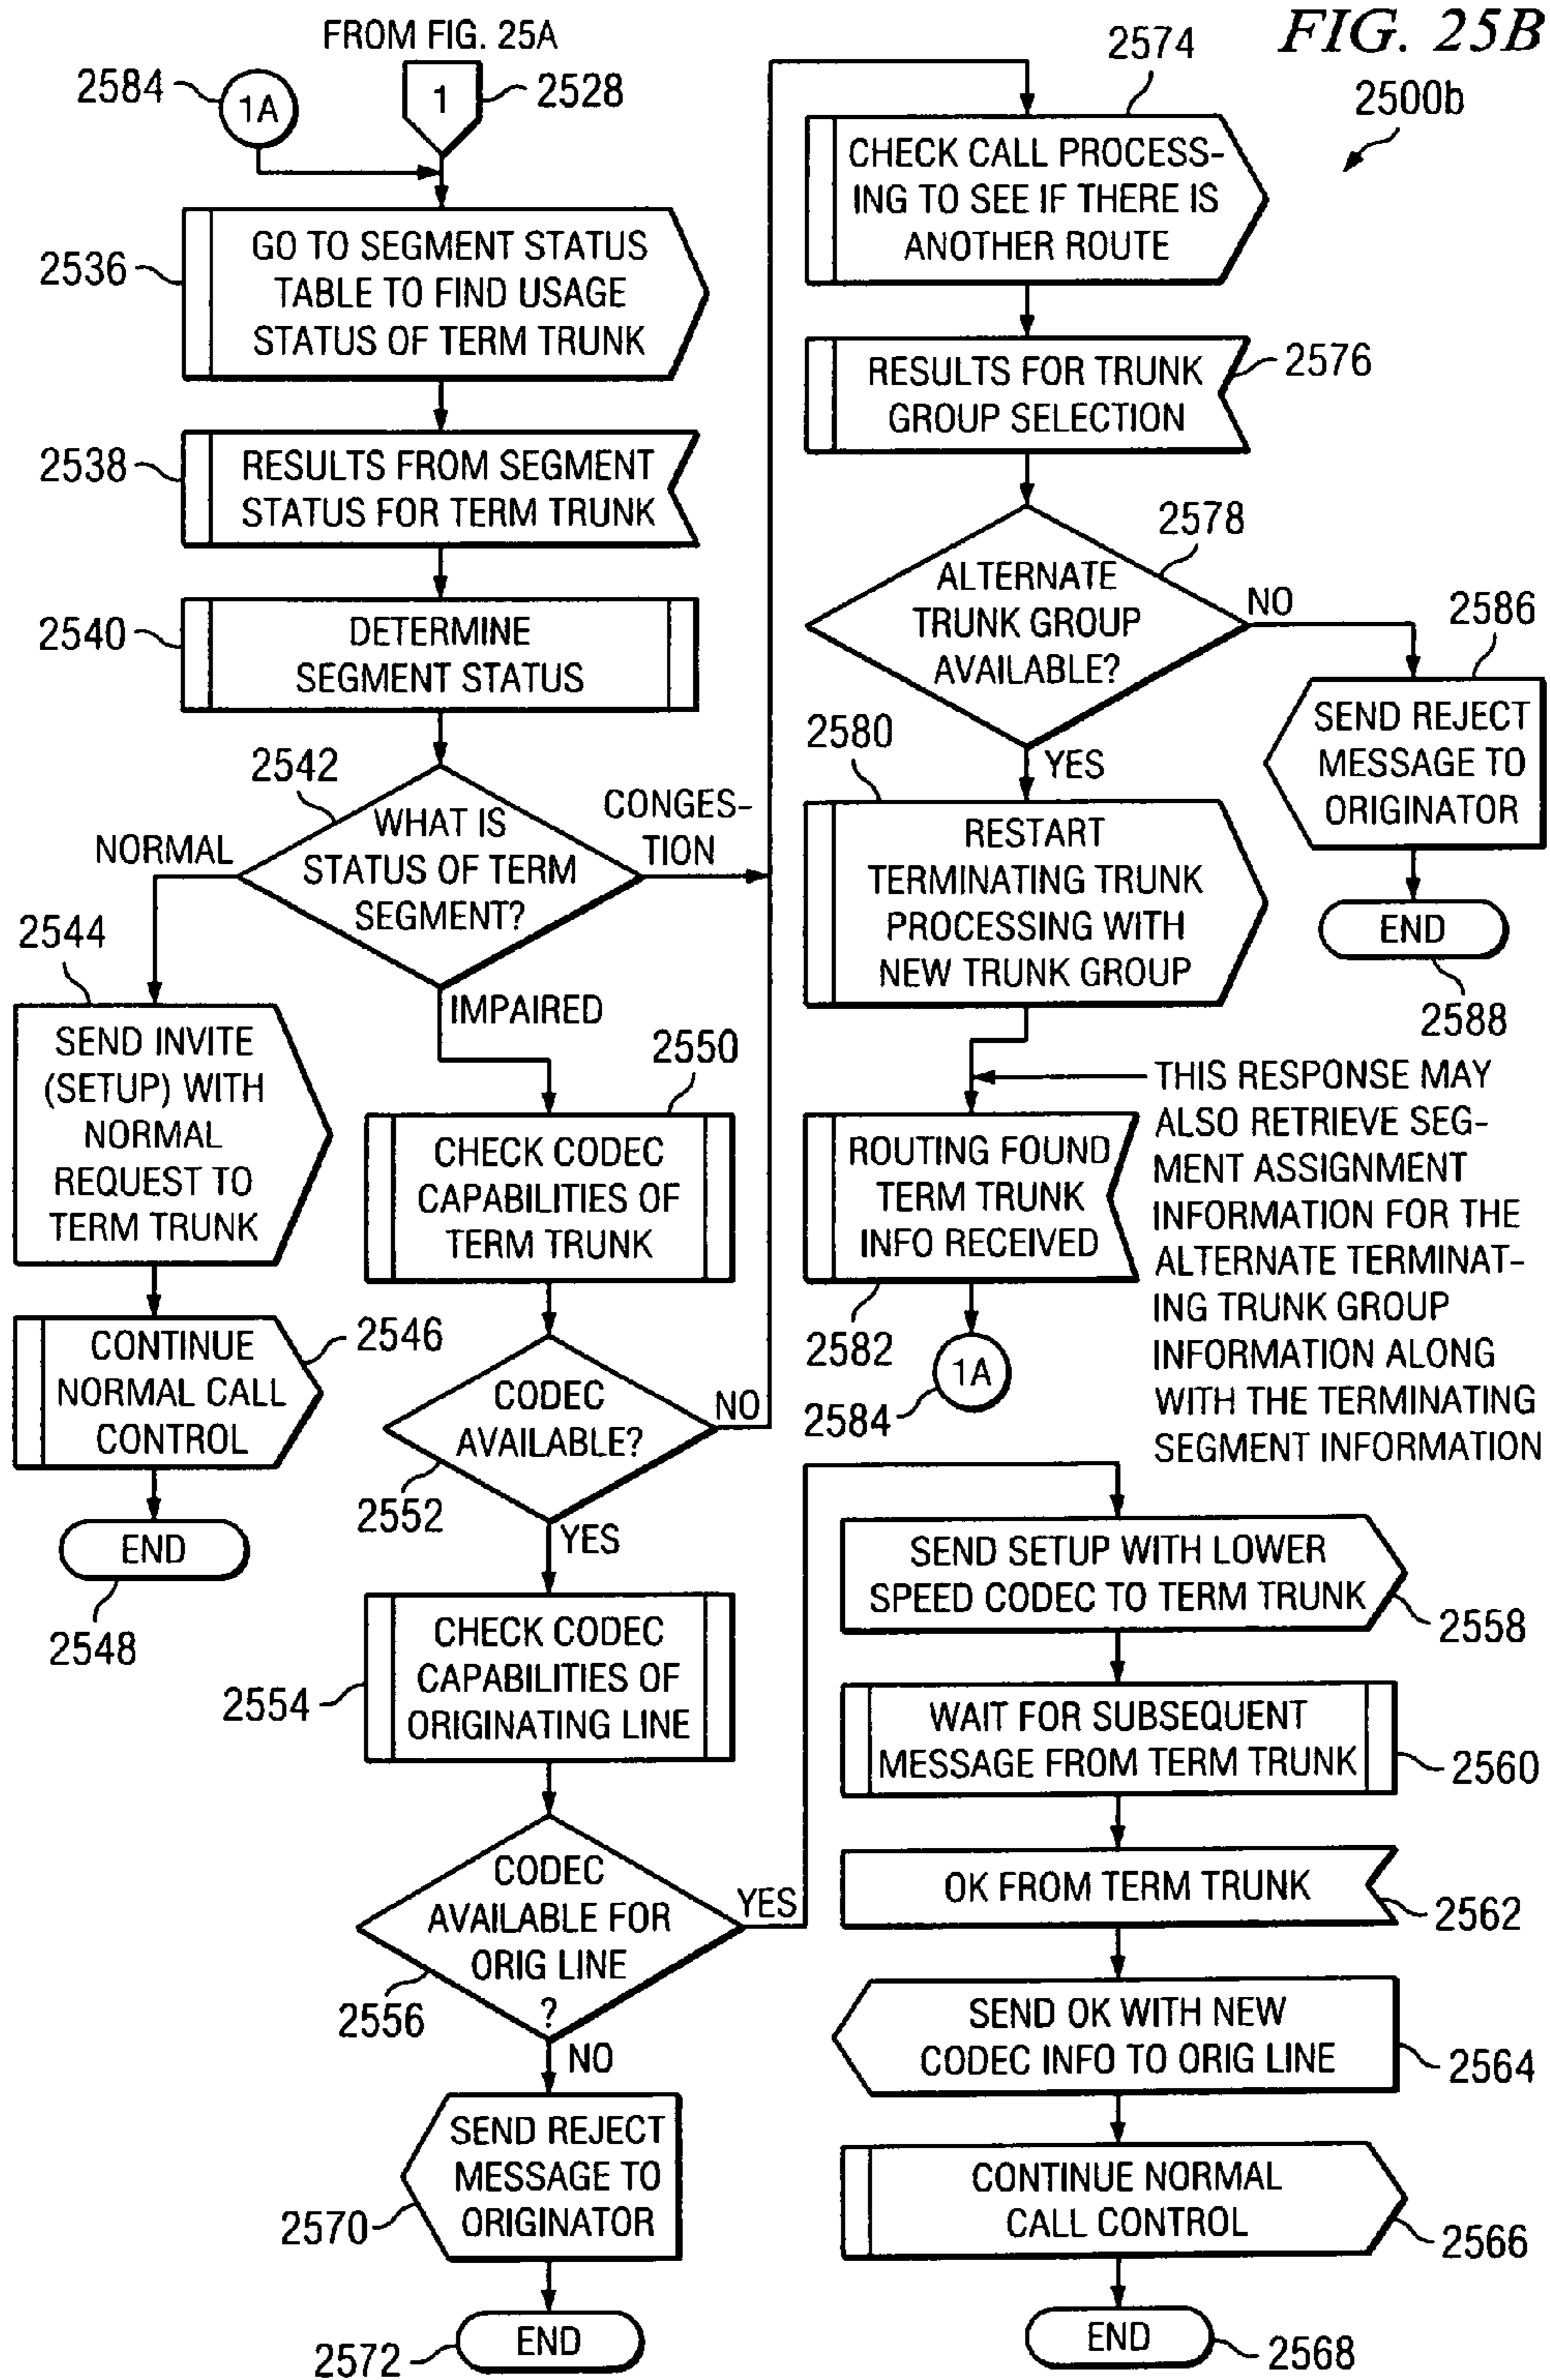 FIG. 25B
2500b
FROM FIG. 25A
2584
1A
1
2528
2536
GO TO SEGMENT STATUS
TABLE TO FIND USAGE
STATUS OF TERM TRUNK
2538
RESULTS FROM SEGMENT
STATUS FOR TERM TRUNK
2540
DETERMINE
SEGMENT STATUS
2542
WHAT IS
STATUS OF TERM
SEGMENT?
NORMAL
CONGES-
TION
IMPAIRED
2544
SEND INVITE
(SETUP) WITH
NORMAL
REQUEST TO
TERM TRUNK
2546
CONTINUE
NORMAL CALL
CONTROL
END
2548
2550
CHECK CODEC
CAPABILITIES OF
TERM TRUNK
CODEC
AVAILABLE?
NO
2552
YES
CHECK CODEC
CAPABILITIES OF
ORIGINATING LINE
2554
CODEC
AVAILABLE FOR
ORIG LINE
?
YES
2556
NO
SEND REJECT
MESSAGE TO
ORIGINATOR
2570
END
2572
2574
CHECK CALL PROCESS-
ING TO SEE IF THERE IS
ANOTHER ROUTE
RESULTS FOR TRUNK
GROUP SELECTION
2576
2578
ALTERNATE
TRUNK GROUP
AVAILABLE?
NO
2586
SEND REJECT
MESSAGE TO
ORIGINATOR
END
2588
YES
2580
RESTART
TERMINATING TRUNK
PROCESSING WITH
NEW TRUNK GROUP
ROUTING FOUND
TERM TRUNK
INFO RECEIVED
2582
1A
2584
THIS RESPONSE MAY
ALSO RETRIEVE SEG-
MENT ASSIGNMENT
INFORMATION FOR THE
ALTERNATE TERMINAT-
ING TRUNK GROUP
INFORMATION ALONG
WITH THE TERMINATING
SEGMENT INFORMATION
SEND SETUP WITH LOWER
SPEED CODEC TO TERM TRUNK
2558
WAIT FOR SUBSEQUENT
MESSAGE FROM TERM TRUNK
2560
OK FROM TERM TRUNK
2562
SEND OK WITH NEW
CODEC INFO TO ORIG LINE
2564
CONTINUE NORMAL
CALL CONTROL
2566
END
2568